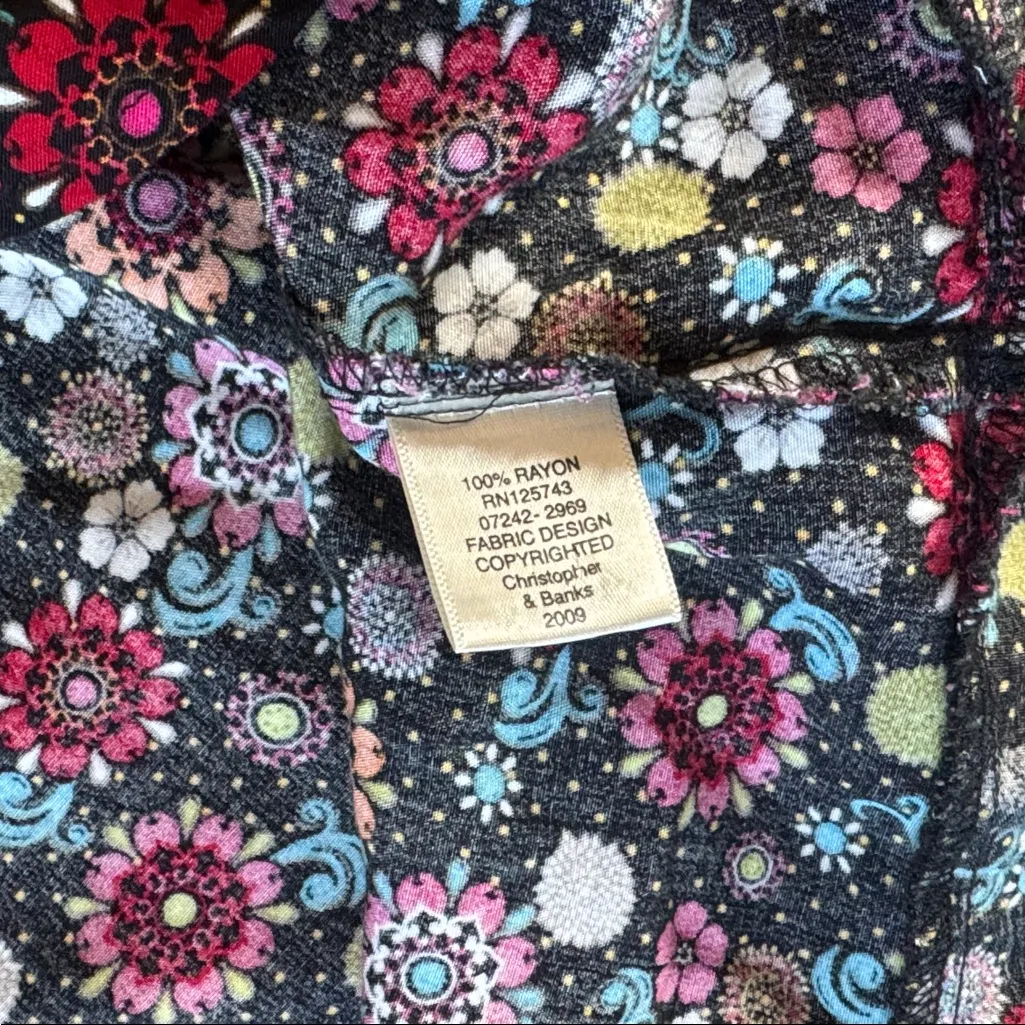 100% RAYON
RN125743
07242-2969
FABRIC DESIGN
COPYRIGHTED
Christopher
& Banks
2009